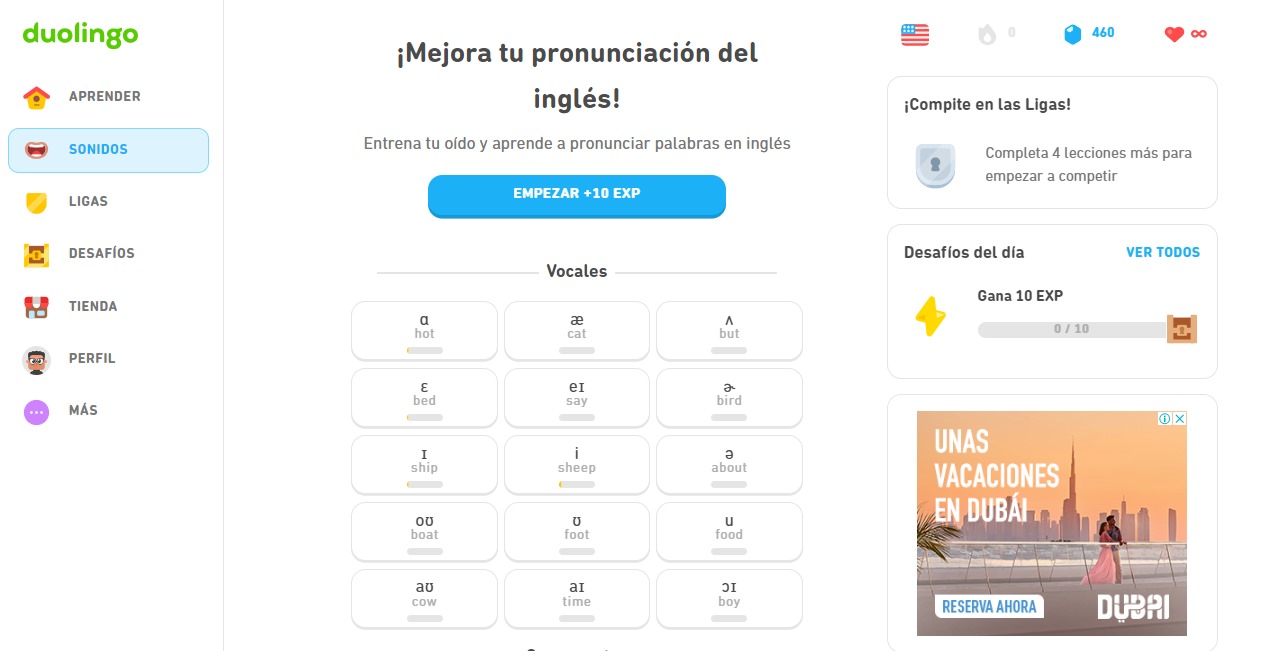 duolingo
APRENDER
SONIDOS
LIGAS
DESAFÍOS
TIENDA
PERFIL
MÁS
¡Mejora tu pronunciación del
inglés!
Entrena tu oído y aprende a pronunciar palabras en inglés
EMPEZAR +10 EXP
Vocales
ɑ
hot
æ
cat
ʌ
but
ɛ
bed
eɪ
say
ɚ
bird
ɪ
ship
i
sheep
ə
about
oʊ
boat
ʊ
foot
u
food
aʊ
cow
aɪ
time
ɔɪ
boy
0
460
∞
¡Compite en las Ligas!
Completa 4 lecciones más para
empezar a competir
Desafíos del día
VER TODOS
Gana 10 EXP
0 / 10
UNAS
VACACIONES
EN DUBÁI
RESERVA AHORA
DUBAI